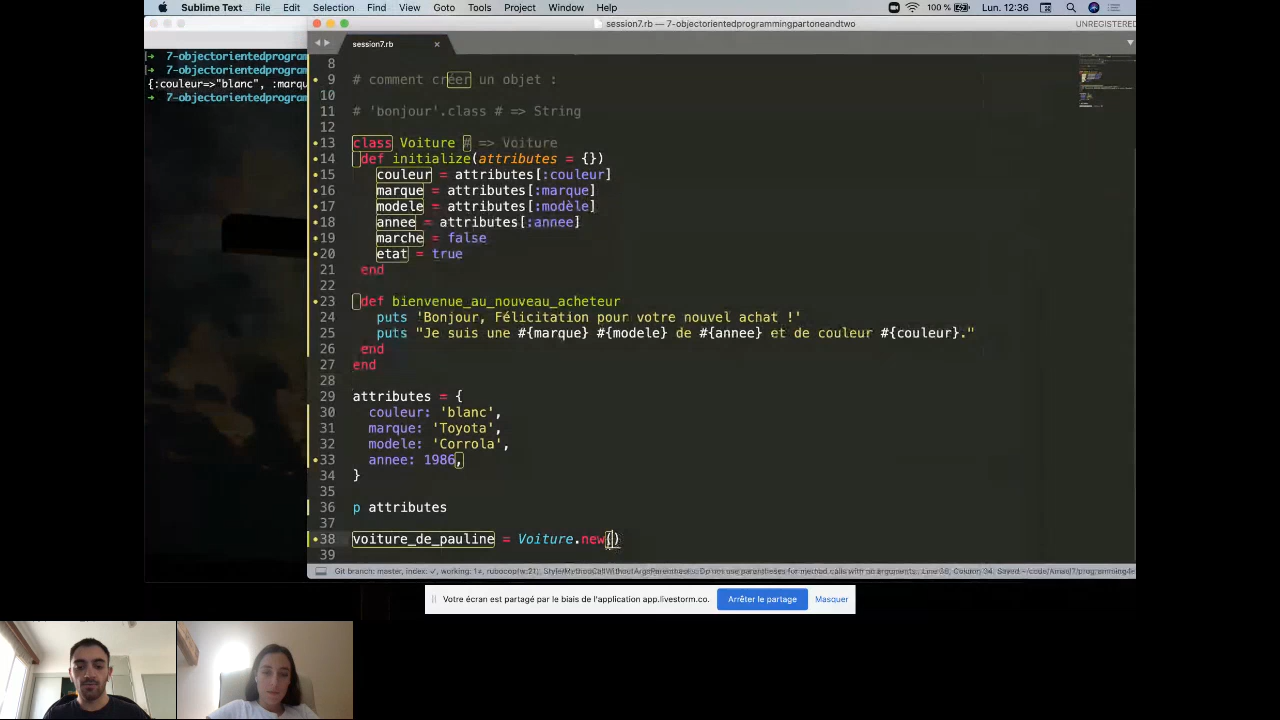 Sublime Text File Edit Selection Find View Goto Tools Project Window Help 100 % Lun. 12:36
session7.rb — 7-objectorientedprogrammingpartoneandtwo UNREGISTERED
session7.rb ×
➜ 7-objectorientedprogram
➜ 7-objectorientedprogram
{:couleur=>"blanc", :marqu
➜ 7-objectorientedprogram
8
9 # comment créer un objet :
10
11 # 'bonjour'.class # => String
12
13 class Voiture # => Voiture
14 def initialize(attributes = {})
15 couleur = attributes[:couleur]
16 marque = attributes[:marque]
17 modele = attributes[:modèle]
18 annee = attributes[:annee]
19 marche = false
20 etat = true
21 end
22
23 def bienvenue_au_nouveau_acheteur
24 puts 'Bonjour, Félicitation pour votre nouvel achat !'
25 puts "Je suis une #{marque} #{modele} de #{annee} et de couleur #{couleur}."
26 end
27 end
28
29 attributes = {
30 couleur: 'blanc',
31 marque: 'Toyota',
32 modele: 'Corrola',
33 annee: 1986,
34 }
35
36 p attributes
37
38 voiture_de_pauline = Voiture.new()
39
Git branch: master, index: ✓, working:
Votre écran est partagé par le biais de l'application app.livestorm.co. Arrêter le partage Masquer